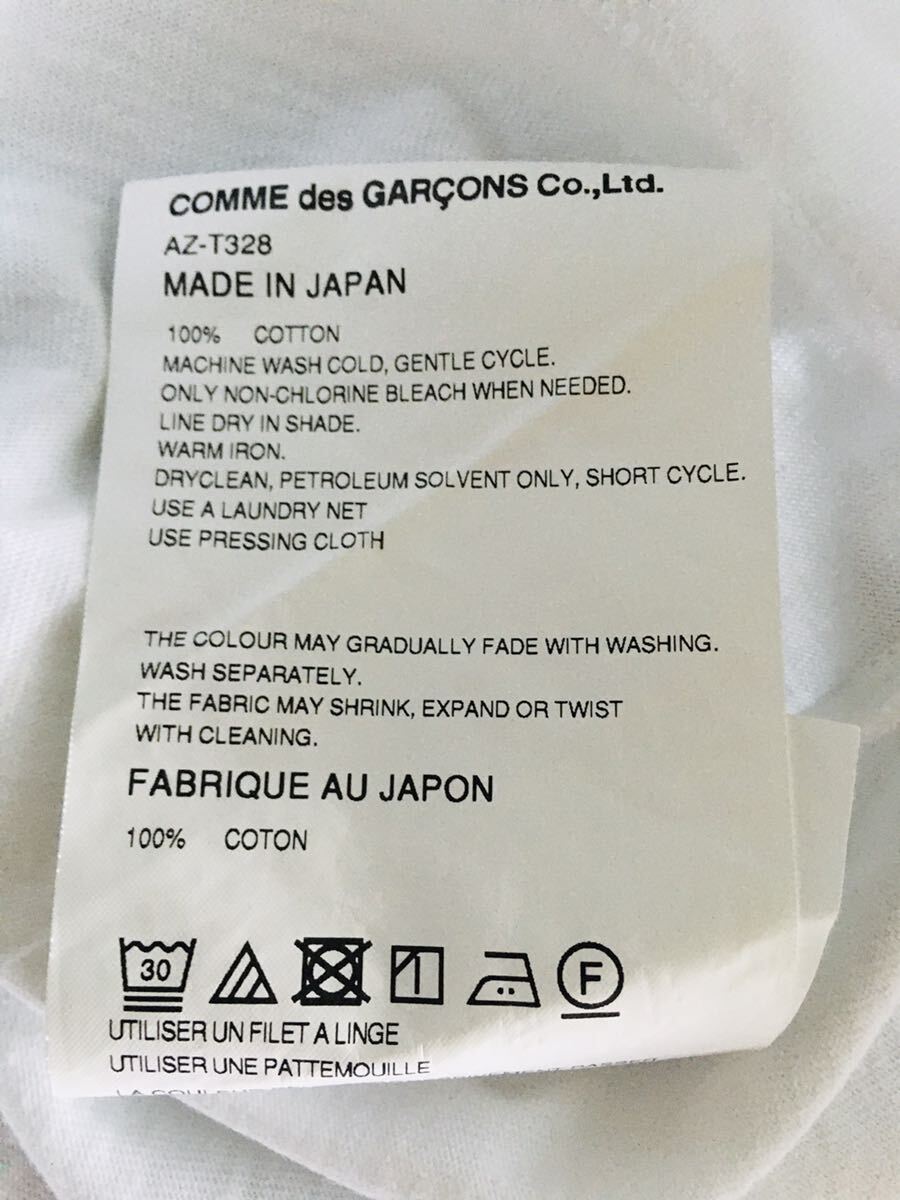 COMME des GARÇONS Co.,Ltd.
AZ-T328
MADE IN JAPAN
100% COTTON
MACHINE WASH COLD, GENTLE CYCLE.
ONLY NON-CHLORINE BLEACH WHEN NEEDED.
LINE DRY IN SHADE.
WARM IRON.
DRYCLEAN, PETROLEUM SOLVENT ONLY, SHORT CYCLE.
USE A LAUNDRY NET
USE PRESSING CLOTH
THE COLOUR MAY GRADUALLY FADE WITH WASHING.
WASH SEPARATELY.
THE FABRIC MAY SHRINK, EXPAND OR TWIST
WITH CLEANING.
FABRIQUE AU JAPON
100% COTON
30 F
UTILISER UN FILET A LINGE
UTILISER UNE PATTEMOUILLE